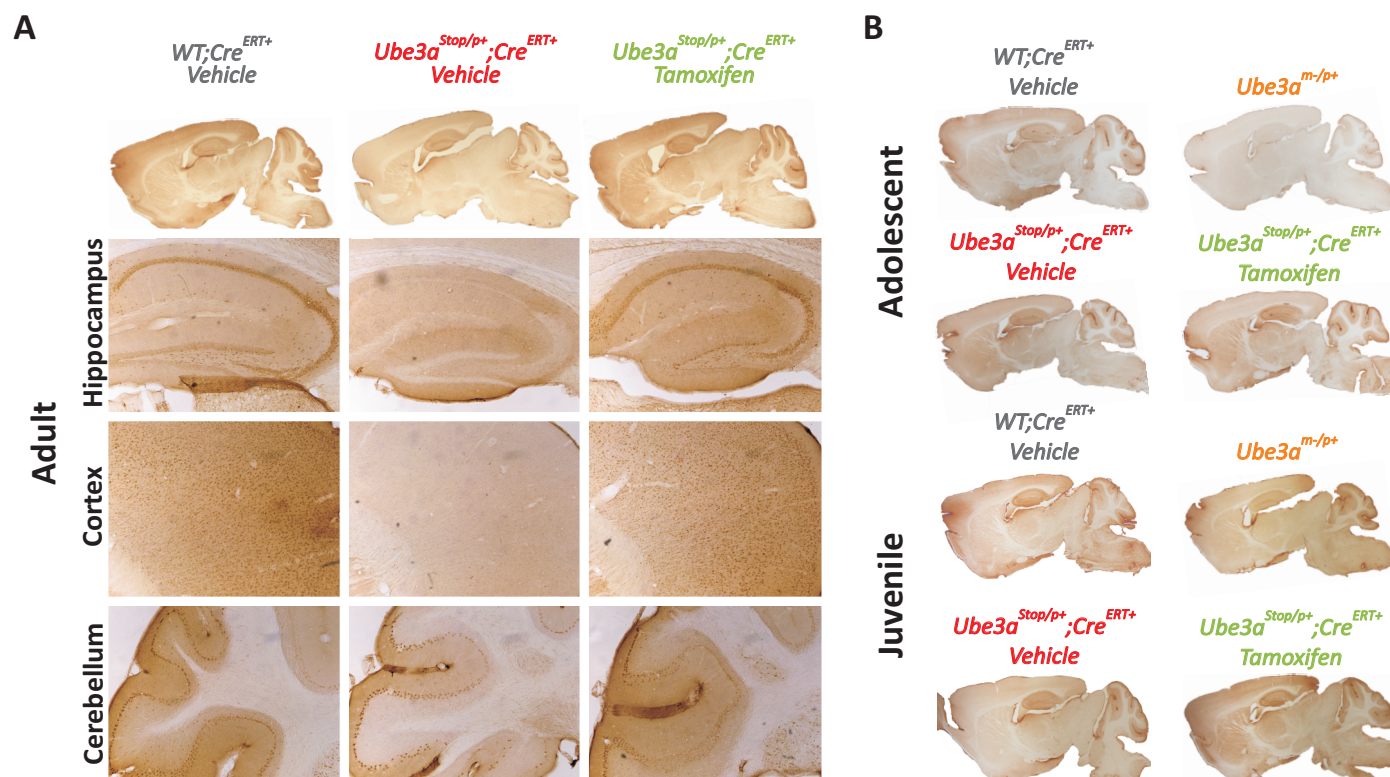 A
WT;Cre^ERT+
Vehicle
Ube3a^Stop/p+;Cre^ERT+
Vehicle
Ube3a^Stop/p+;Cre^ERT+
Tamoxifen
Adult
Hippocampus
Cortex
Cerebellum
B
Adolescent
WT;Cre^ERT+
Vehicle
Ube3a^m-/p+
Ube3a^Stop/p+;Cre^ERT+
Vehicle
Ube3a^Stop/p+;Cre^ERT+
Tamoxifen
Juvenile
WT;Cre^ERT+
Vehicle
Ube3a^m-/p+
Ube3a^Stop/p+;Cre^ERT+
Vehicle
Ube3a^Stop/p+;Cre^ERT+
Tamoxifen